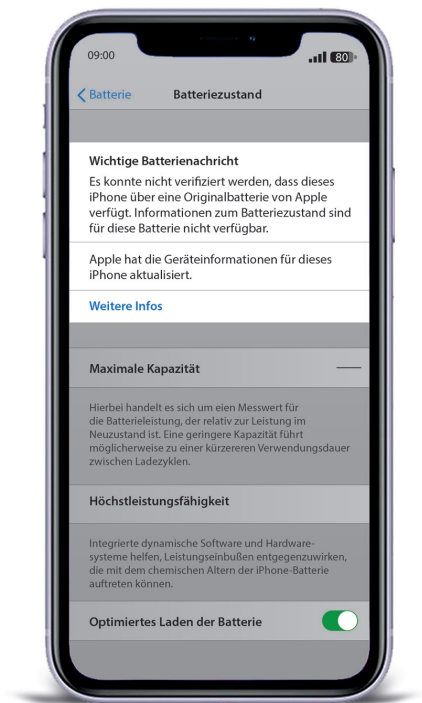 09:00
80
Batterie Batteriezustand
Wichtige Batterienachricht
Es konnte nicht verifiziert werden, dass dieses
iPhone über eine Originalbatterie von Apple
verfügt. Informationen zum Batteriezustand sind
für diese Batterie nicht verfügbar.
Apple hat die Geräteinformationen für dieses
iPhone aktualisiert.
Weitere Infos
Maximale Kapazität —
Hierbei handelt es sich um eien Messwert für
die Batterieleistung, der relativ zur Leistung im
Neuzustand ist. Eine geringere Kapazität führt
möglicherweise zu einer kürzereren Verwendungsdauer
zwischen Ladezyklen.
Höchstleistungsfähigkeit
Integrierte dynamische Software und Hardware-
systeme helfen, Leistungseinbußen entgegenzuwirken,
die mit dem chemischen Altern der iPhone-Batterie
auftreten können.
Optimiertes Laden der Batterie